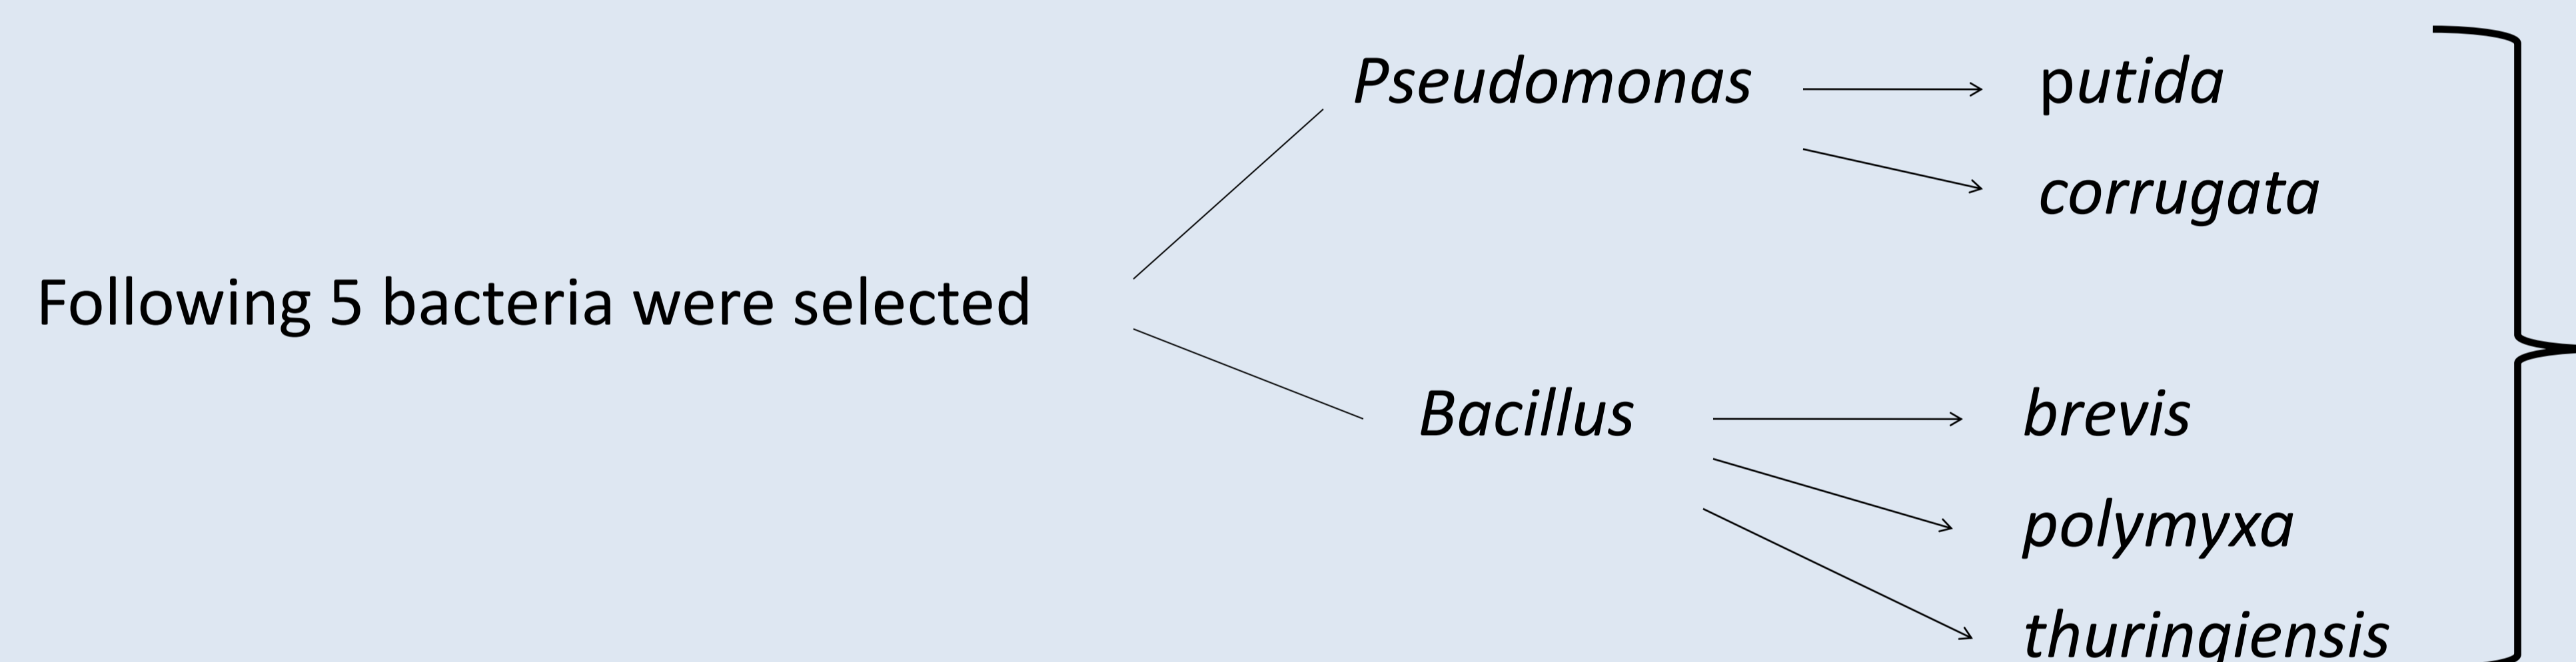 Pseudomonas putida
corrugata
Following 5 bacteria were selected
Bacillus brevis
polymyxa
thuringiensis